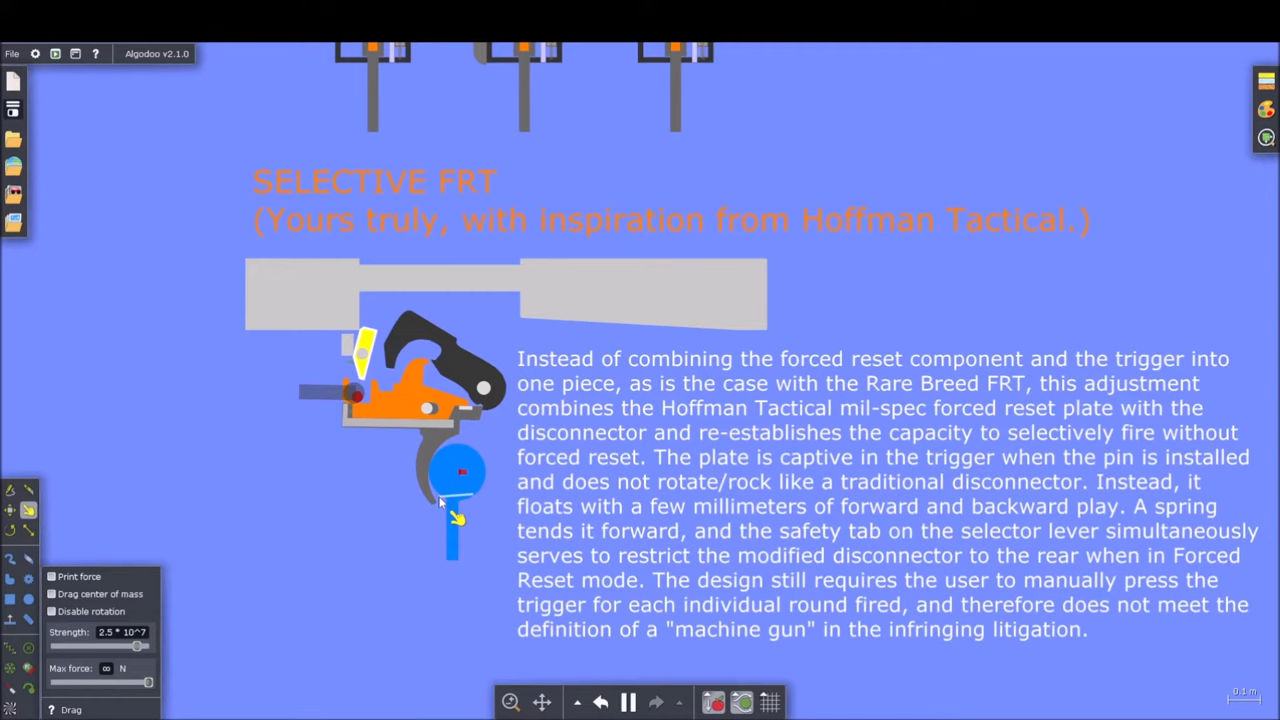 File
?
Algodoo v2.1.0
SELECTIVE FRT
(Yours truly, with inspiration from Hoffman Tactical.)
Instead of combining the forced reset component and the trigger into
one piece, as is the case with the Rare Breed FRT, this adjustment
combines the Hoffman Tactical mil-spec forced reset plate with the
disconnector and re-establishes the capacity to selectively fire without
forced reset. The plate is captive in the trigger when the pin is installed
and does not rotate/rock like a traditional disconnector. Instead, it
floats with a few millimeters of forward and backward play. A spring
tends it forward, and the safety tab on the selector lever simultaneously
serves to restrict the modified disconnector to the rear when in Forced
Reset mode. The design still requires the user to manually press the
trigger for each individual round fired, and therefore does not meet the
definition of a "machine gun" in the infringing litigation.
Print force
Drag center of mass
Disable rotation
Strength: 2.5 * 10^7
Max force: ∞ N
? Drag
0.1 m